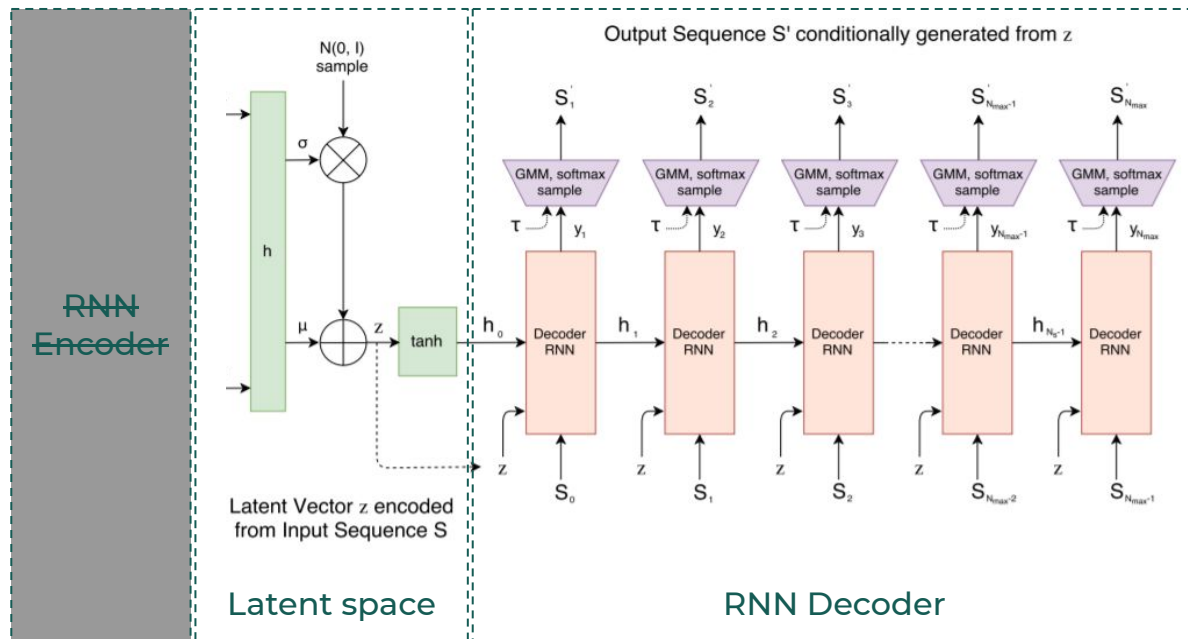 RNN
Encoder
N(0, I)
sample
σ
h
μ
z
tanh
Latent Vector z encoded
from Input Sequence S
Latent space
Output Sequence S' conditionally generated from z
S'₁
S'₂
S'₃
S'Nmax-1
S'Nmax
GMM, softmax
sample
GMM, softmax
sample
GMM, softmax
sample
GMM, softmax
sample
GMM, softmax
sample
τ
y₁
τ
y₂
τ
y₃
τ
yNmax-1
τ
yNmax
h₀
Decoder
RNN
h₁
Decoder
RNN
h₂
Decoder
RNN
Decoder
RNN
hNs-1
Decoder
RNN
z
z
z
z
z
S₀
S₁
S₂
SNmax-2
SNmax-1
RNN Decoder